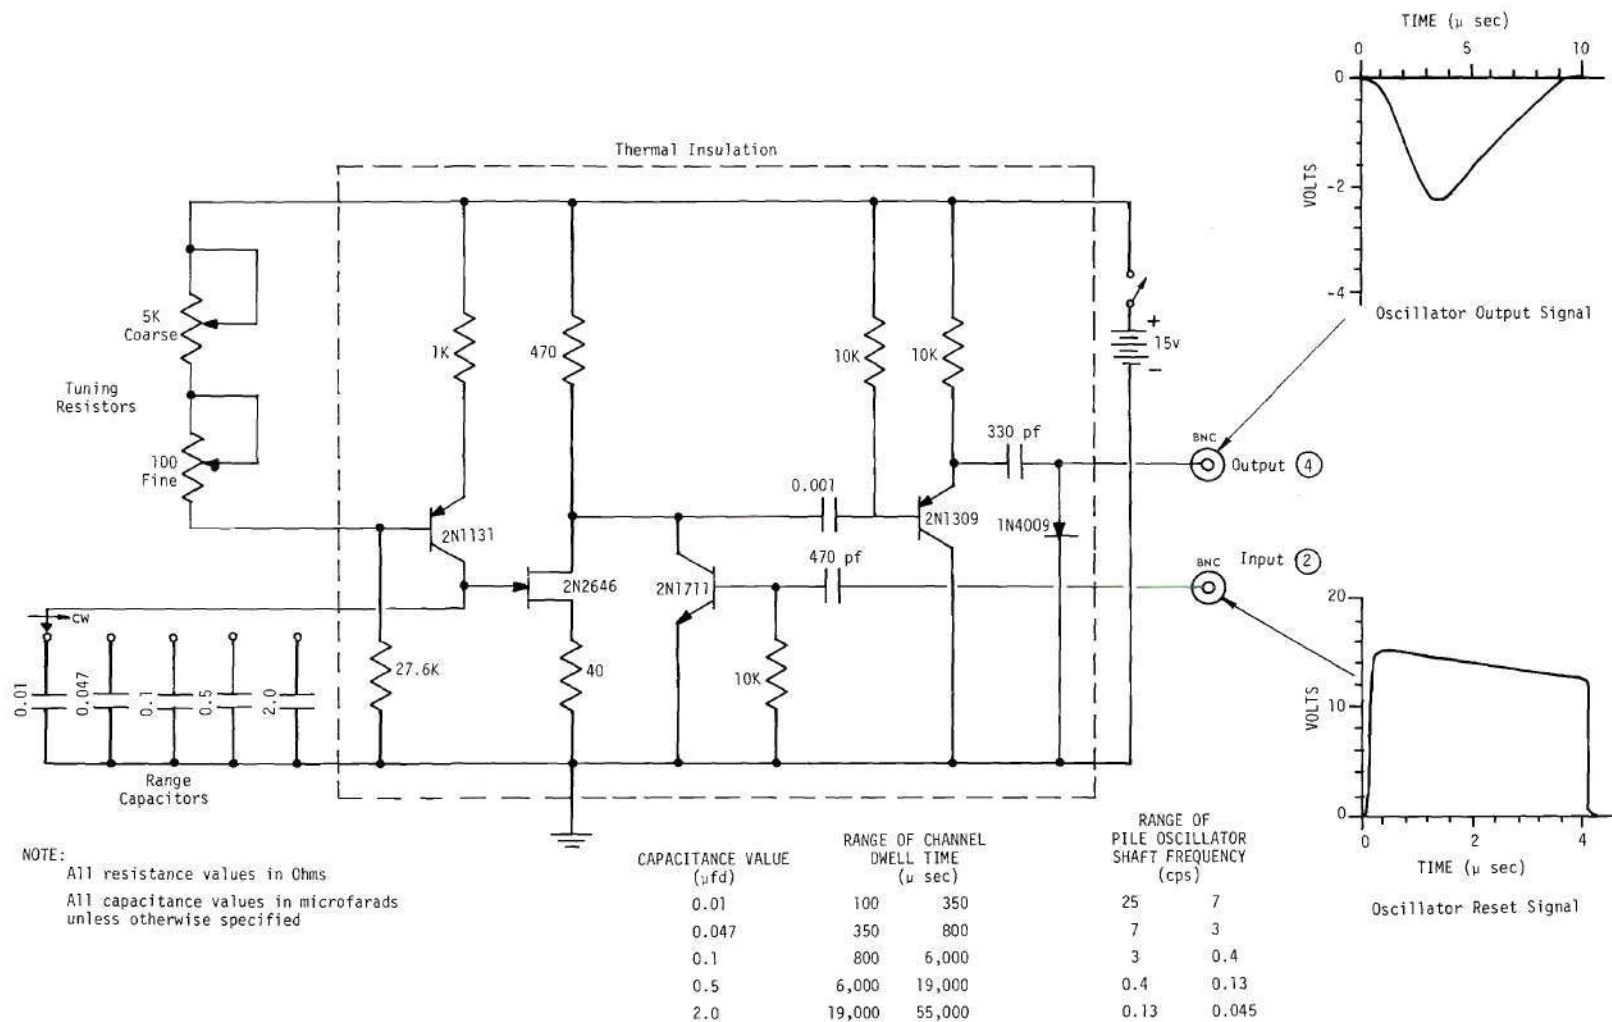 TIME (μ sec)
0 5 10
0
-2
-4
VOLTS
Oscillator Output Signal
Thermal Insulation
5K
Coarse
Tuning
Resistors
100
Fine
1K
470
10K
10K
+
15v
-
330 pf
BNC
Output 4
0.001
2N1131
2N2646
2N1711
2N1309
1N4009
470 pf
BNC
Input 2
CW
0.01
0.047
0.1
0.5
2.0
27.6K
40
10K
Range
Capacitors
20
10
0
VOLTS
0 2 4
TIME (μ sec)
Oscillator Reset Signal
NOTE:
All resistance values in Ohms
All capacitance values in microfarads
unless otherwise specified
CAPACITANCE VALUE
(μfd)
RANGE OF CHANNEL
DWELL TIME
(μ sec)
RANGE OF
PILE OSCILLATOR
SHAFT FREQUENCY
(cps)
0.01 100 350 25 7
0.047 350 800 7 3
0.1 800 6,000 3 0.4
0.5 6,000 19,000 0.4 0.13
2.0 19,000 55,000 0.13 0.045